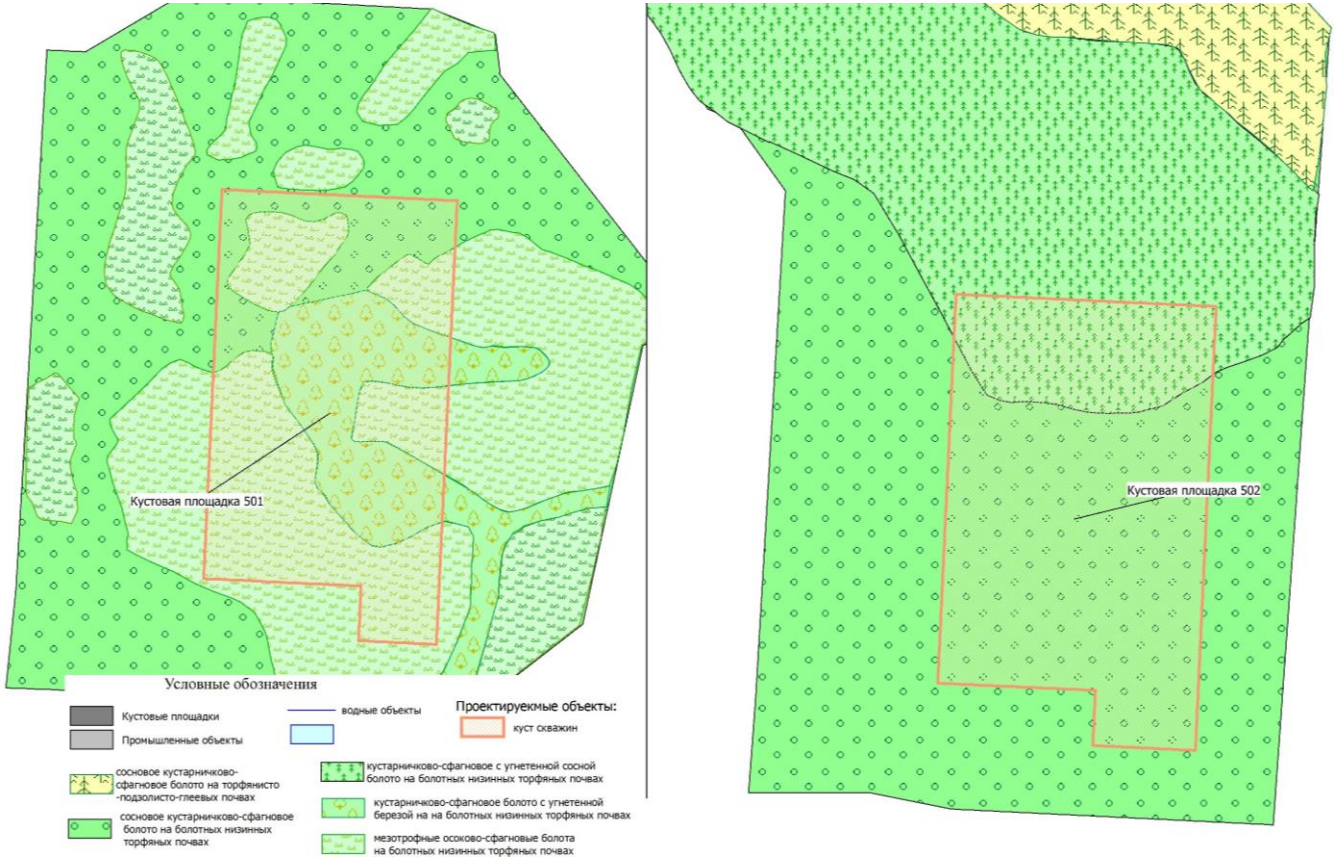 Кустовая площадка 501
Кустовая площадка 502
Условные обозначения
Кустовые площадки
Промышленные объекты
водные объекты
Проектируекмые объекты:
куст скважин
сосновое кустарничково-
сфагновое болото на торфянисто
-подзолисто-глеевых почвах
сосновое кустарничково-сфагновое
болото на болотных низинных
торфяных почвах
кустарничково-сфагновое с угнетенной сосной
болото на болотных низинных торфяных почвах
кустарничково-сфагновое болото с угнетенной
березой на на болотных низинных торфяных почвах
мезотрофные осоково-сфагновые болота
на болотных низинных торфяных почвах